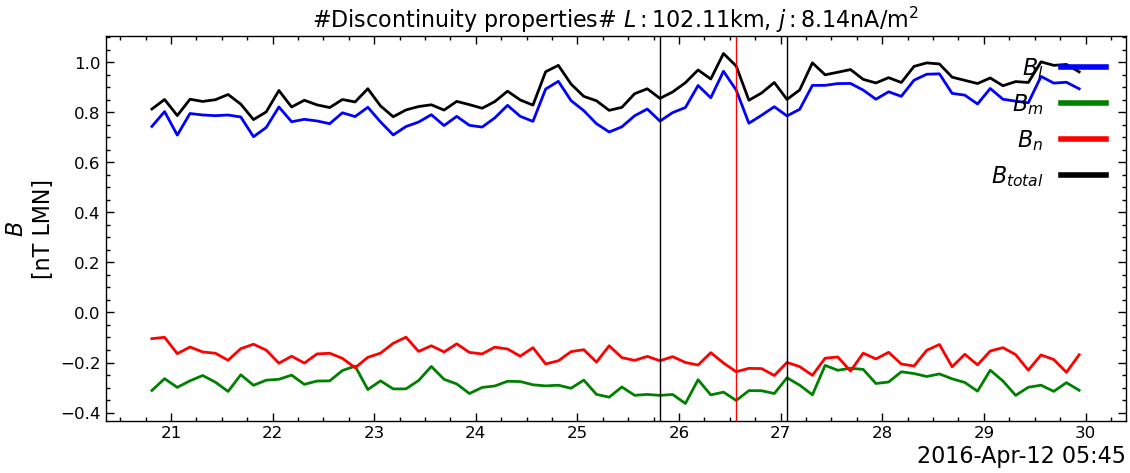 #Discontinuity properties# L : 102.11km, j : 8.14nA/m²
B
[nT LMN]
1.0
0.8
0.6
0.4
0.2
0.0
−0.2
−0.4
B_l
B_m
B_n
B_total
21 22 23 24 25 26 27 28 29 30
2016-Apr-12 05:45